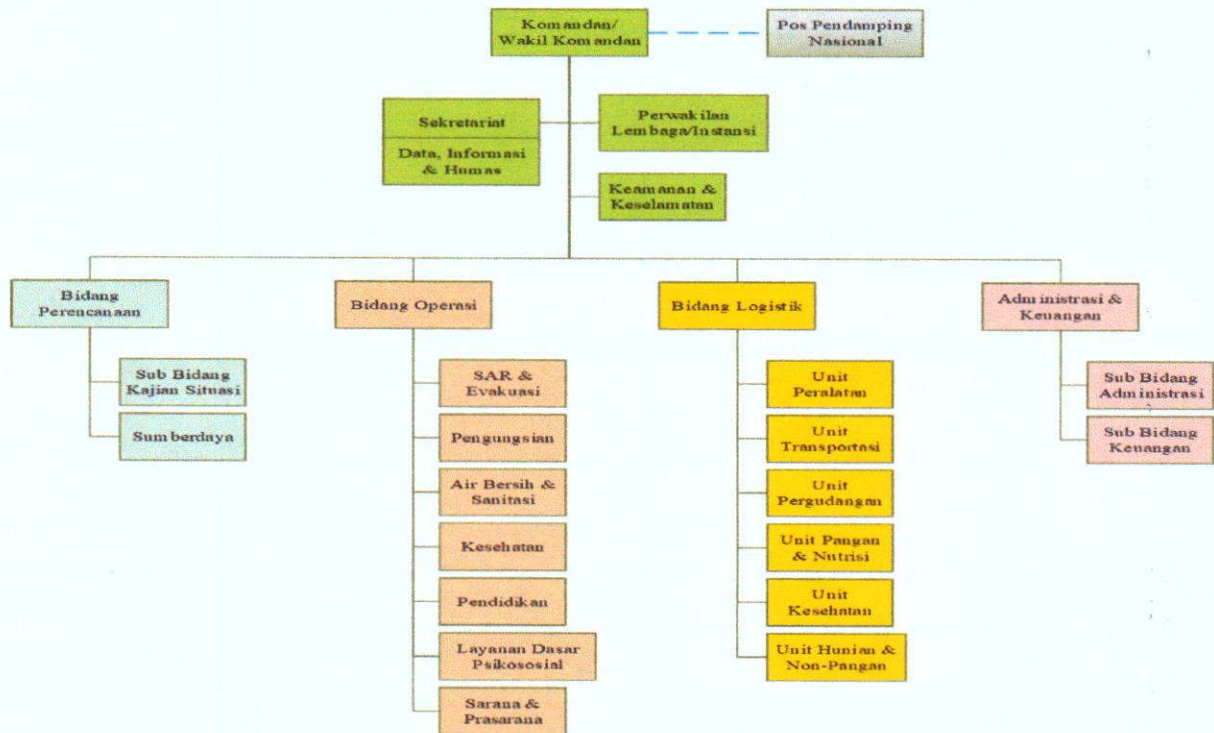 Komandan/
Wakil Komandan
Pos Pendamping
Nasional
Sekretariat
Data, Informasi
& Humas
Perwakilan
Lembaga/Instansi
Keamanan &
Keselamatan
Bidang
Perencanaan
Bidang Operasi
Bidang Logistik
Administrasi &
Keuangan
Sub Bidang
Kajian Situasi
Sumberdaya
SAR &
Evakuasi
Pengungsian
Air Bersih &
Sanitasi
Kesehatan
Pendidikan
Layanan Dasar
Psikososial
Sarana &
Prasarana
Unit
Peralatan
Unit
Transportasi
Unit
Pergudangan
Unit Pangan
& Nutrisi
Unit
Kesehatan
Unit Hunian &
Non-Pangan
Sub Bidang
Administrasi
Sub Bidang
Keuangan